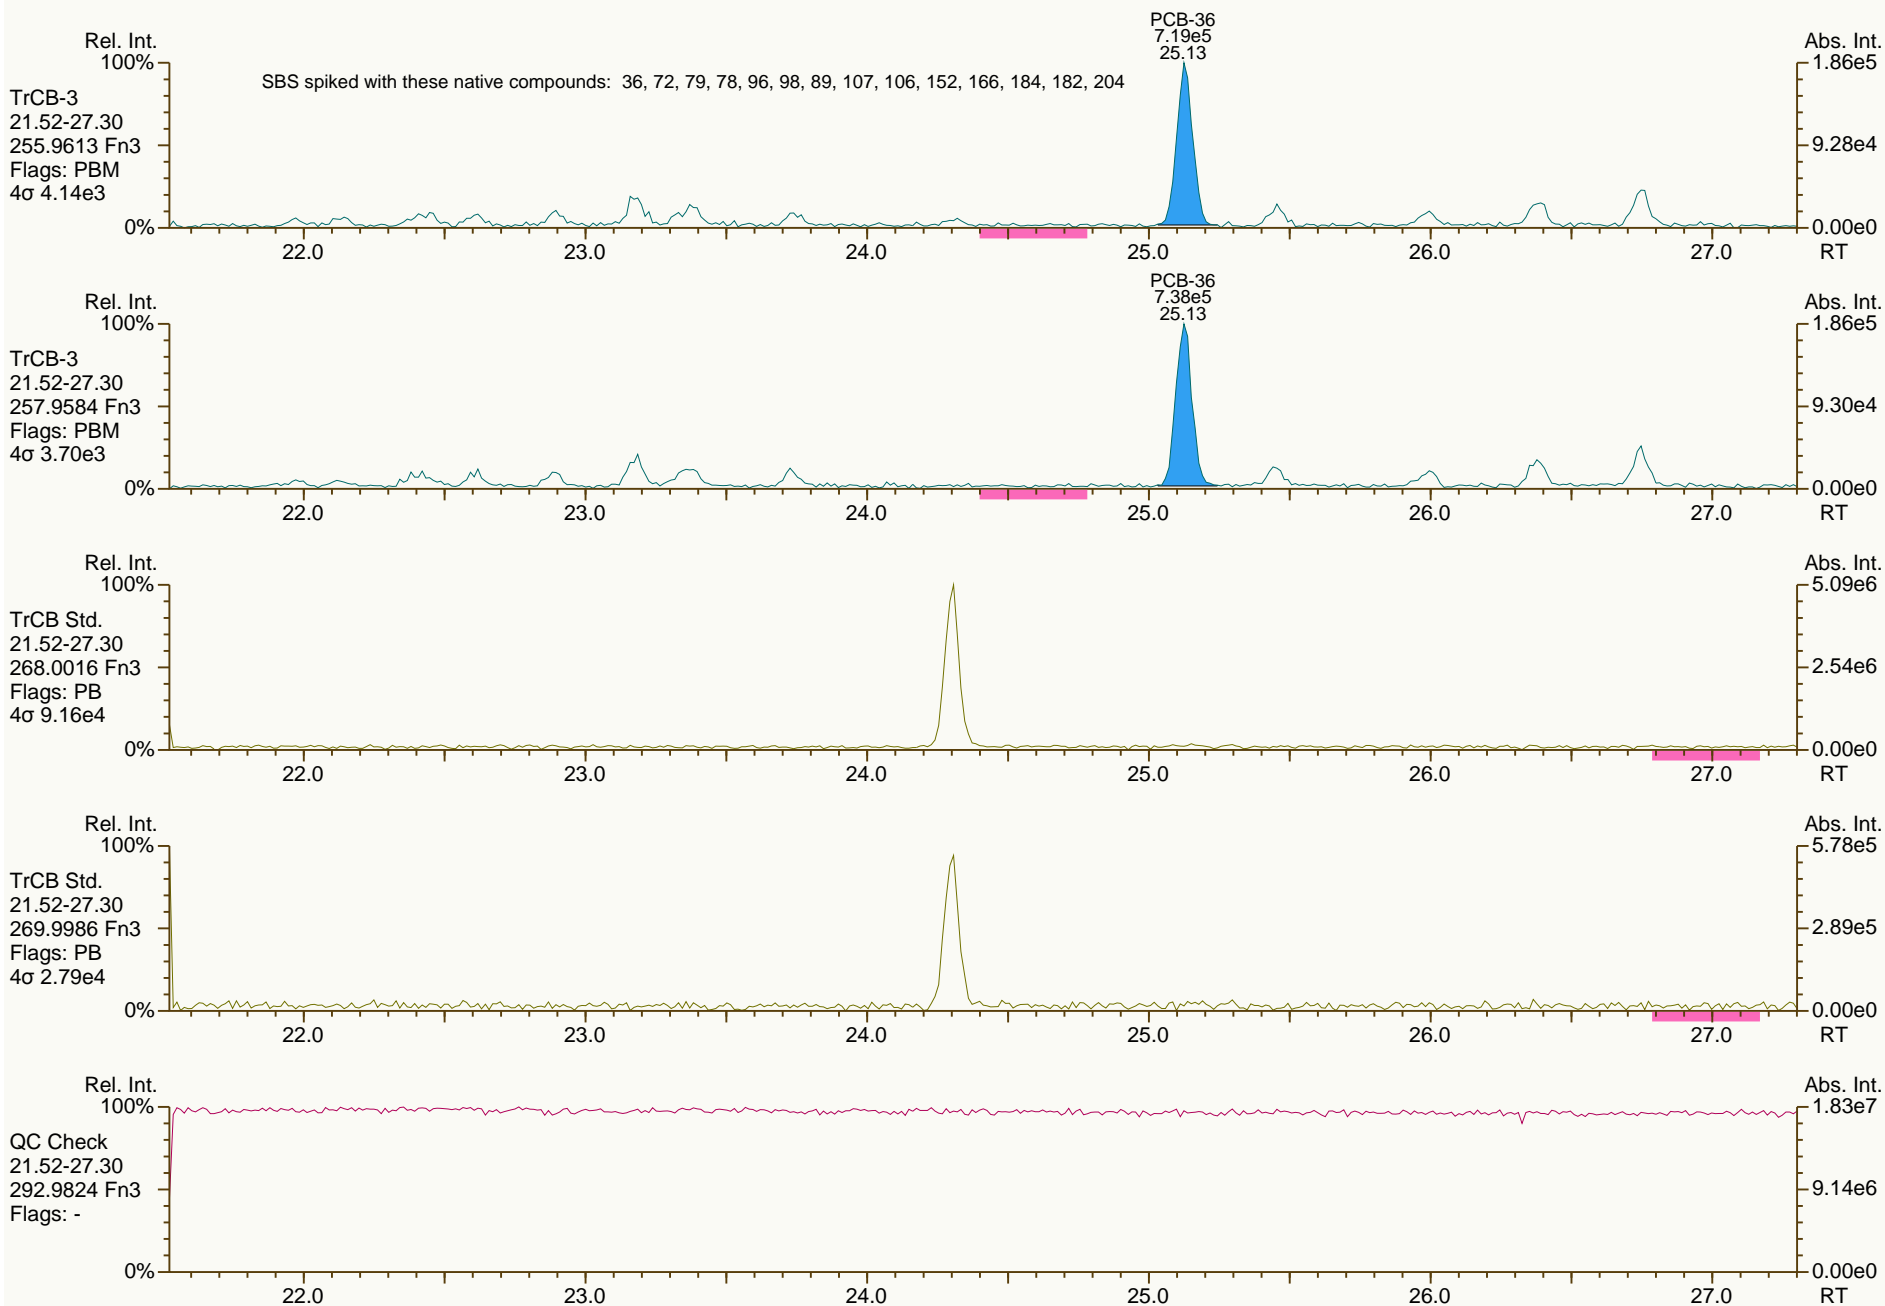 PCB-36
7.19e5
25.13
Rel. Int.
Abs. Int.
100%
1.86e5
SBS spiked with these native compounds:  36, 72, 79, 78, 96, 98, 89, 107, 106, 152, 166, 184, 182, 204
TrCB-3
21.52-27.30
255.9613 Fn3
Flags: PBM
4σ 4.14e3
9.28e4
0%
0.00e0
22.0 23.0 24.0 25.0 26.0 27.0 RT
PCB-36
7.38e5
25.13
Rel. Int.
Abs. Int.
100%
1.86e5
TrCB-3
21.52-27.30
257.9584 Fn3
Flags: PBM
4σ 3.70e3
9.30e4
0%
0.00e0
22.0 23.0 24.0 25.0 26.0 27.0 RT
Rel. Int.
Abs. Int.
100%
5.09e6
TrCB Std.
21.52-27.30
268.0016 Fn3
Flags: PB
4σ 9.16e4
2.54e6
0%
0.00e0
22.0 23.0 24.0 25.0 26.0 27.0 RT
Rel. Int.
Abs. Int.
100%
5.78e5
TrCB Std.
21.52-27.30
269.9986 Fn3
Flags: PB
4σ 2.79e4
2.89e5
0%
0.00e0
22.0 23.0 24.0 25.0 26.0 27.0 RT
Rel. Int.
Abs. Int.
100%
1.83e7
QC Check
21.52-27.30
292.9824 Fn3
Flags: -
9.14e6
0%
0.00e0
22.0 23.0 24.0 25.0 26.0 27.0 RT